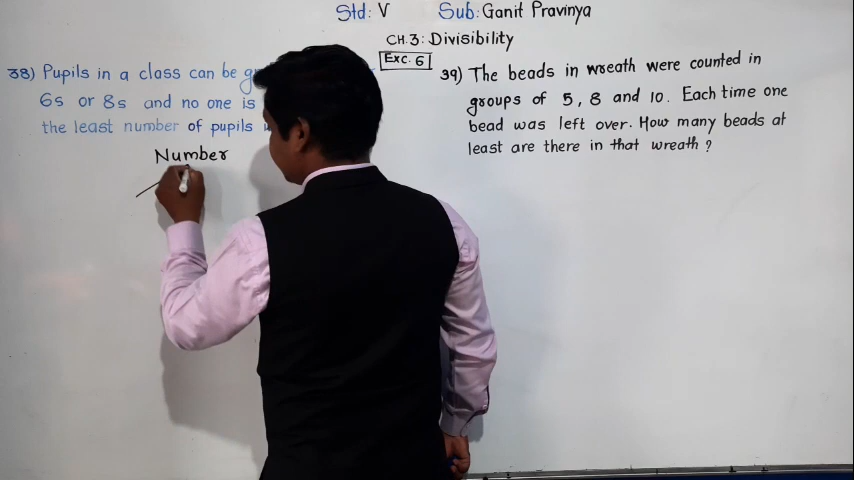 Std: V Sub: Ganit Pravinya
CH.3: Divisibility
Exc. 6
38) Pupils in a class can be
6s or 8s and no one is
the least number of pupils
Number
39) The beads in wreath were counted in
groups of 5, 8 and 10. Each time one
bead was left over. How many beads at
least are there in that wreath ?